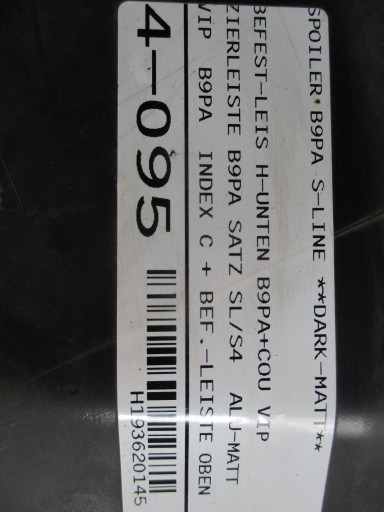 SPOILER B9PA S-LINE **DARK-MATT**
BEFEST-LEIS H-UNTEN B9PA+COU VIP
ZIERLEISTE B9PA SATZ SL/S4 ALU-MATT
VIP B9PA INDEX C + BEF.-LEISTE OBEN
4-095
H193620145